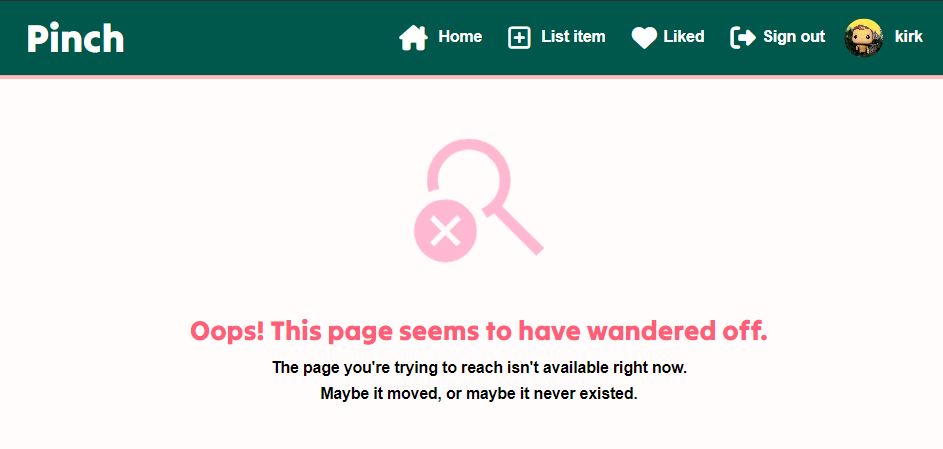 Pinch
Home List item Liked Sign out kirk
Oops! This page seems to have wandered off.
The page you're trying to reach isn't available right now.
Maybe it moved, or maybe it never existed.